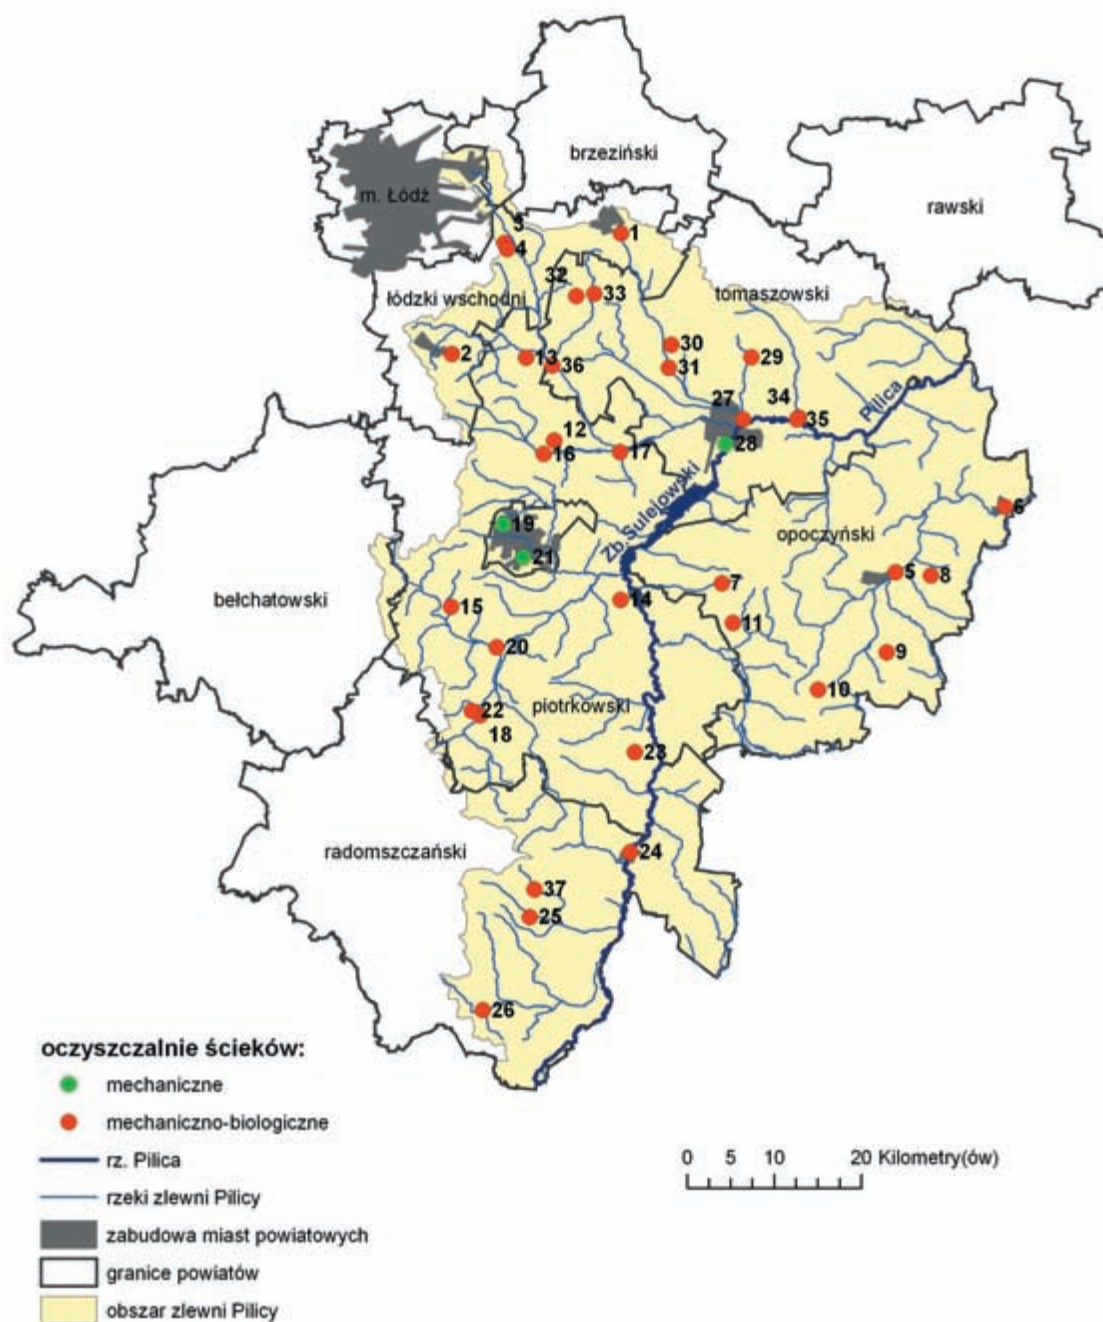 brzeziński
m. Łódź
rawski
3
4
1
32
33
łódzki wschodni
tomaszowski
2
13
36
30
31
29
27
34
35
Pilica
12
16
17
28
Zb. Sulejowski
19
21
opoczyński
6
5
8
7
11
14
bełchatowski
15
20
9
10
22
18
piotrkowski
23
radomszczański
24
37
25
26
oczyszczalnie ścieków:
mechaniczne
mechaniczno-biologiczne
rz. Pilica
rzeki zlewni Pilicy
zabudowa miast powiatowych
granice powiatów
obszar zlewni Pilicy
0 5 10 20 Kilometry(ów)